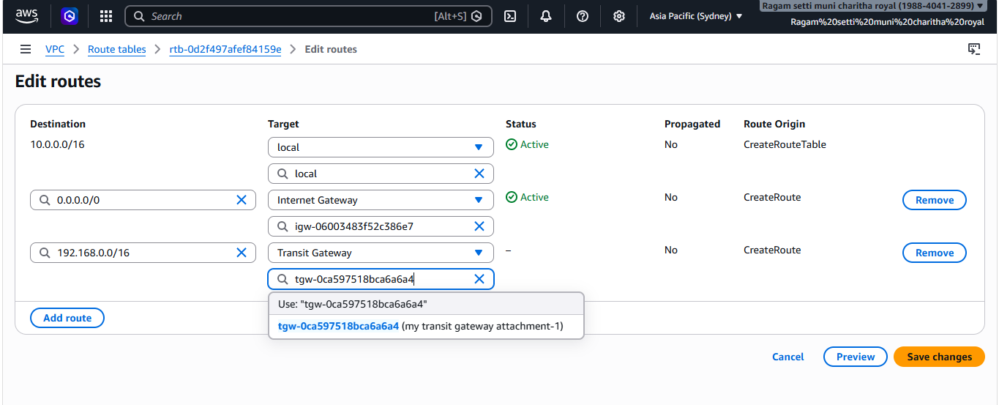 aws
Search
[Alt+S]
Asia Pacific (Sydney)
Ragam setti muni charitha royal (1988-4041-2899)
Ragam%20setti%20muni%20charitha%20royal
VPC > Route tables > rtb-0d2f497afef84159e > Edit routes
Edit routes
Destination Target Status Propagated Route Origin
10.0.0.0/16 local Active No CreateRouteTable
local
0.0.0.0/0 Internet Gateway Active No CreateRoute Remove
igw-06003483f52c386e7
192.168.0.0/16 Transit Gateway – No CreateRoute Remove
tgw-0ca597518bca6a6a4
Use: "tgw-0ca597518bca6a6a4"
Add route
tgw-0ca597518bca6a6a4 (my transit gateway attachment-1)
Cancel Preview Save changes